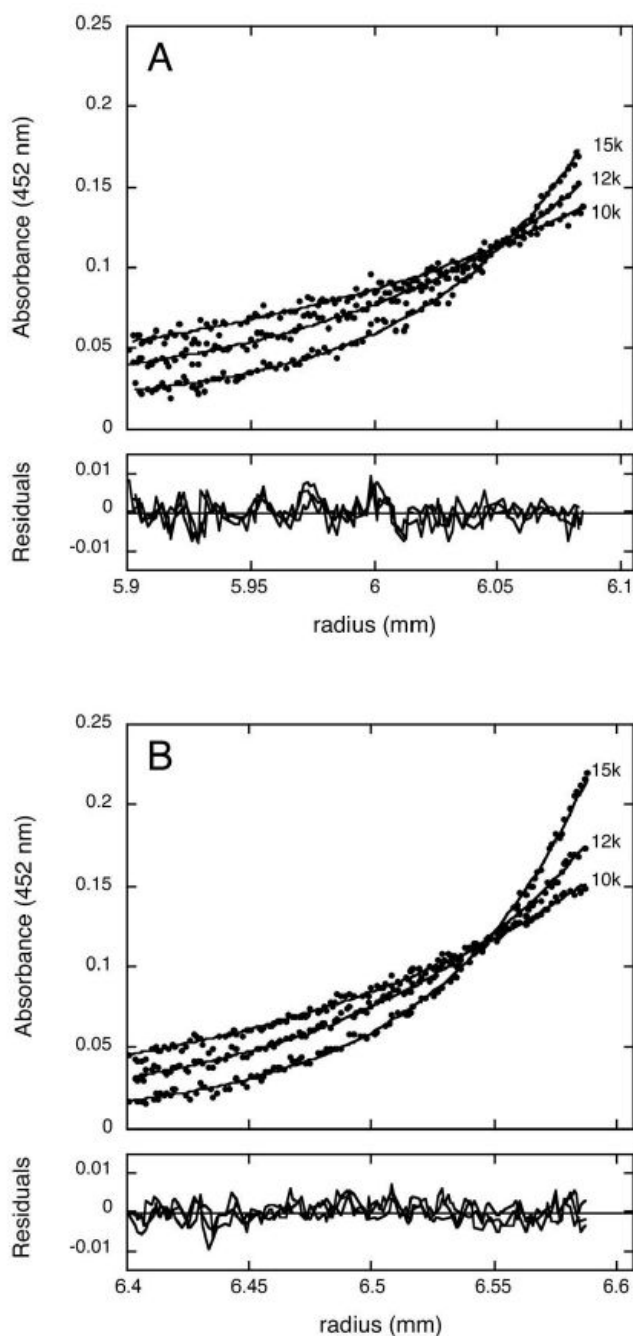 A
0.25
0.2
0.15
0.1
0.05
0
Absorbance (452 nm)
15k
12k
10k
Residuals
0.01
0
-0.01
5.9 5.95 6 6.05 6.1
radius (mm)
B
0.25
0.2
0.15
0.1
0.05
0
Absorbance (452 nm)
15k
12k
10k
Residuals
0.01
0
-0.01
6.4 6.45 6.5 6.55 6.6
radius (mm)